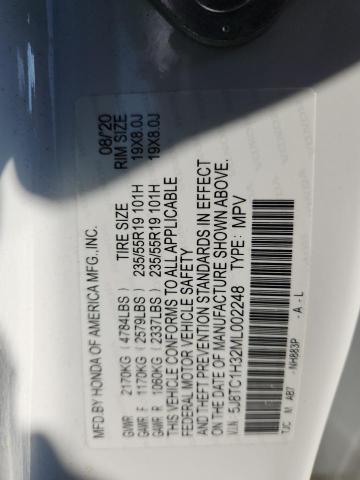 MFD.BY HONDA OF AMERICA MFG.,INC. 08/20
TIRE SIZE RIM SIZE
GVWR 2170KG (4784LBS)
GAWR F 1170KG (2579LBS) 235/55R19 101H 19X8.0J
GAWR R 1060KG (2337LBS) 235/55R19 101H 19X8.0J
THIS VEHICLE CONFORMS TO ALL APPLICABLE
FEDERAL MOTOR VEHICLE SAFETY
AND THEFT PREVENTION STANDARDS IN EFFECT
ON THE DATE OF MANUFACTURE SHOWN ABOVE.
V.I.N: 5J8TC1H32ML002248 TYPE: MPV
TJC M AB7 NH883P - A - L